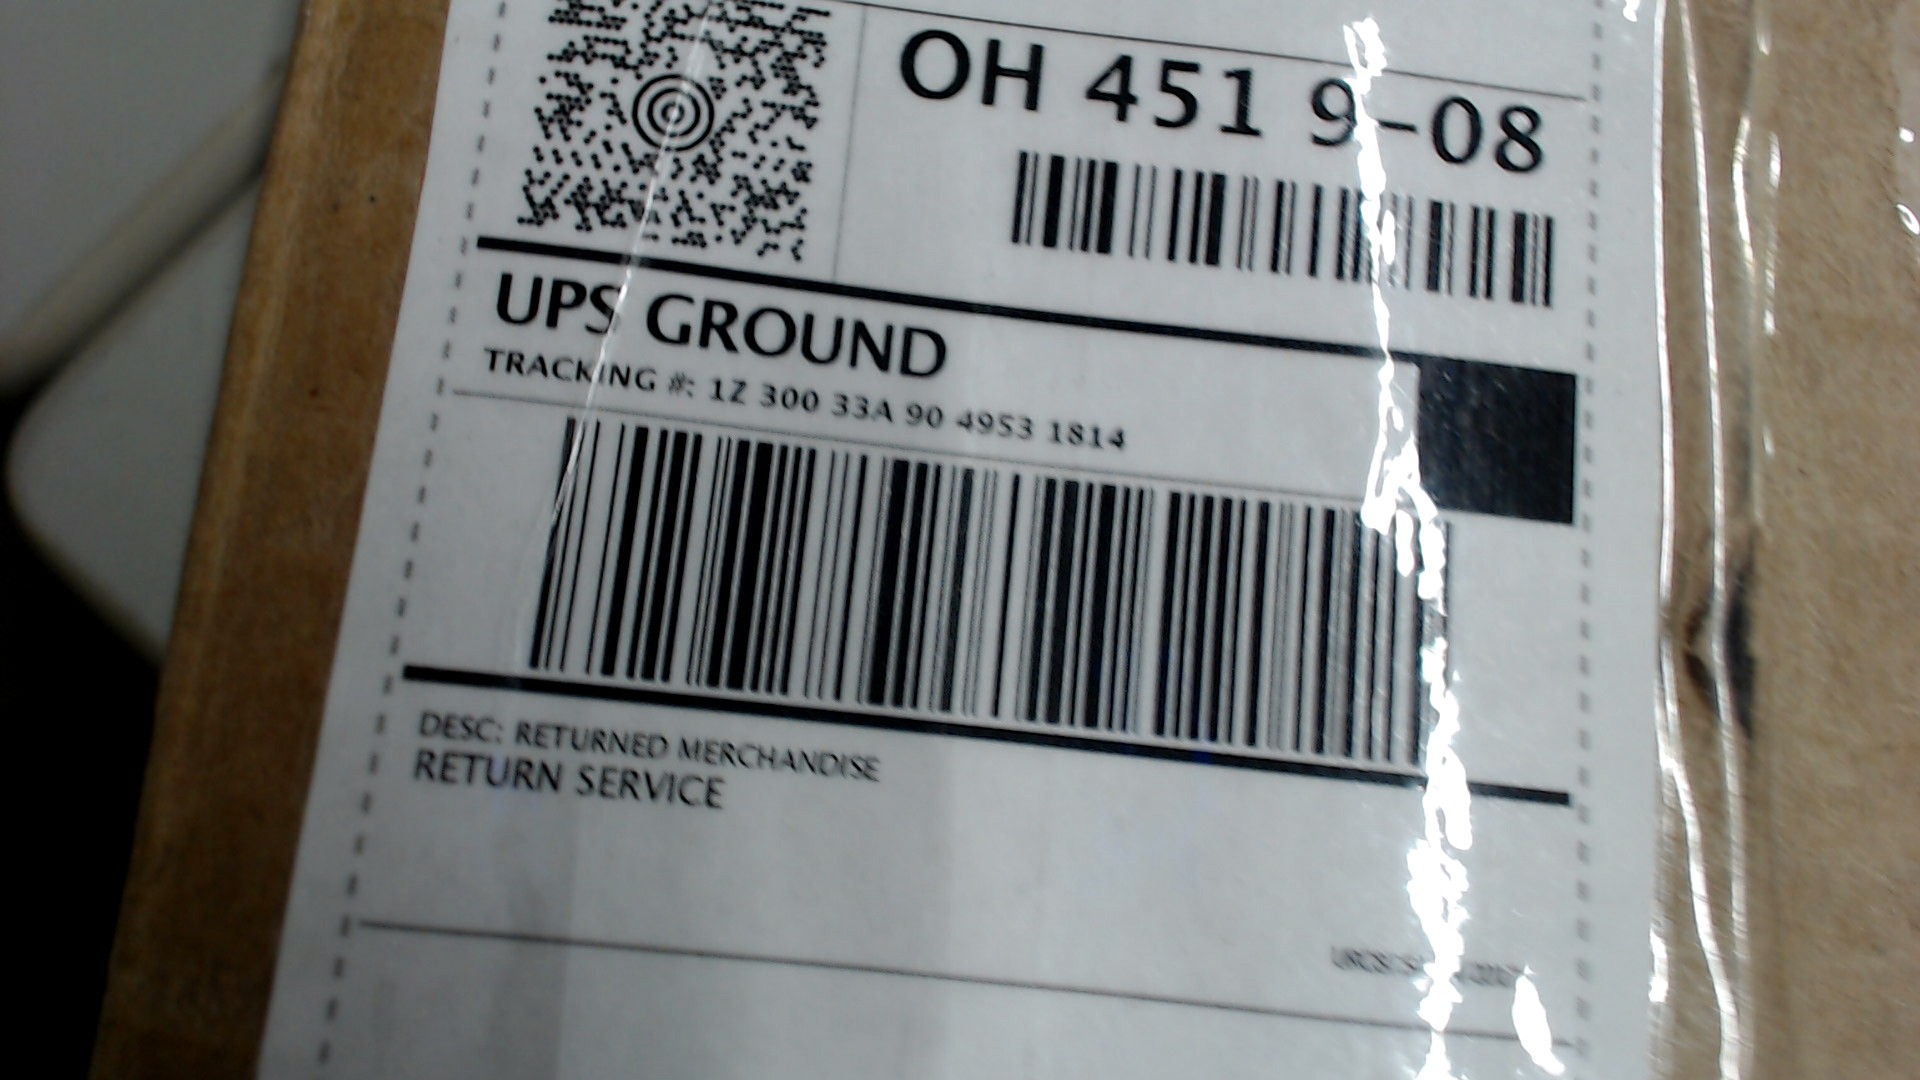 OH 451 9-08
UPS GROUND
TRACKING #: 1Z 300 33A 90 4953 1814
DESC: RETURNED MERCHANDISE
RETURN SERVICE